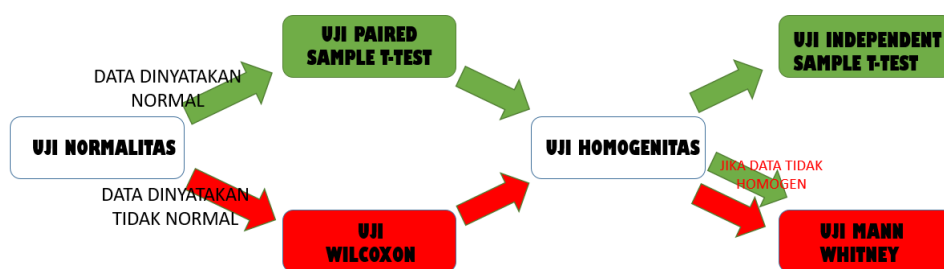 UJI PAIRED
SAMPLE T-TEST
UJI INDEPENDENT
SAMPLE T-TEST
DATA DINYATAKAN
NORMAL
UJI NORMALITAS
UJI HOMOGENITAS
JIKA DATA TIDAK
HOMOGEN
DATA DINYATAKAN
TIDAK NORMAL
UJI
WILCOXON
UJI MANN
WHITNEY